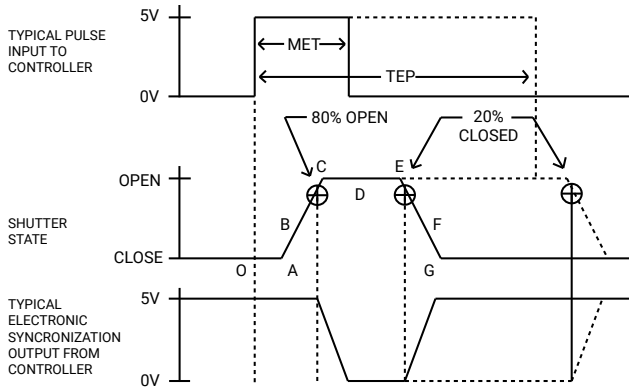 TYPICAL PULSE
INPUT TO
CONTROLLER
5V
0V
MET
TEP
80% OPEN
20%
CLOSED
OPEN
CLOSE
SHUTTER
STATE
O
A
B
C
D
E
F
G
TYPICAL
ELECTRONIC
SYNCRONIZATION
OUTPUT FROM
CONTROLLER
5V
0V